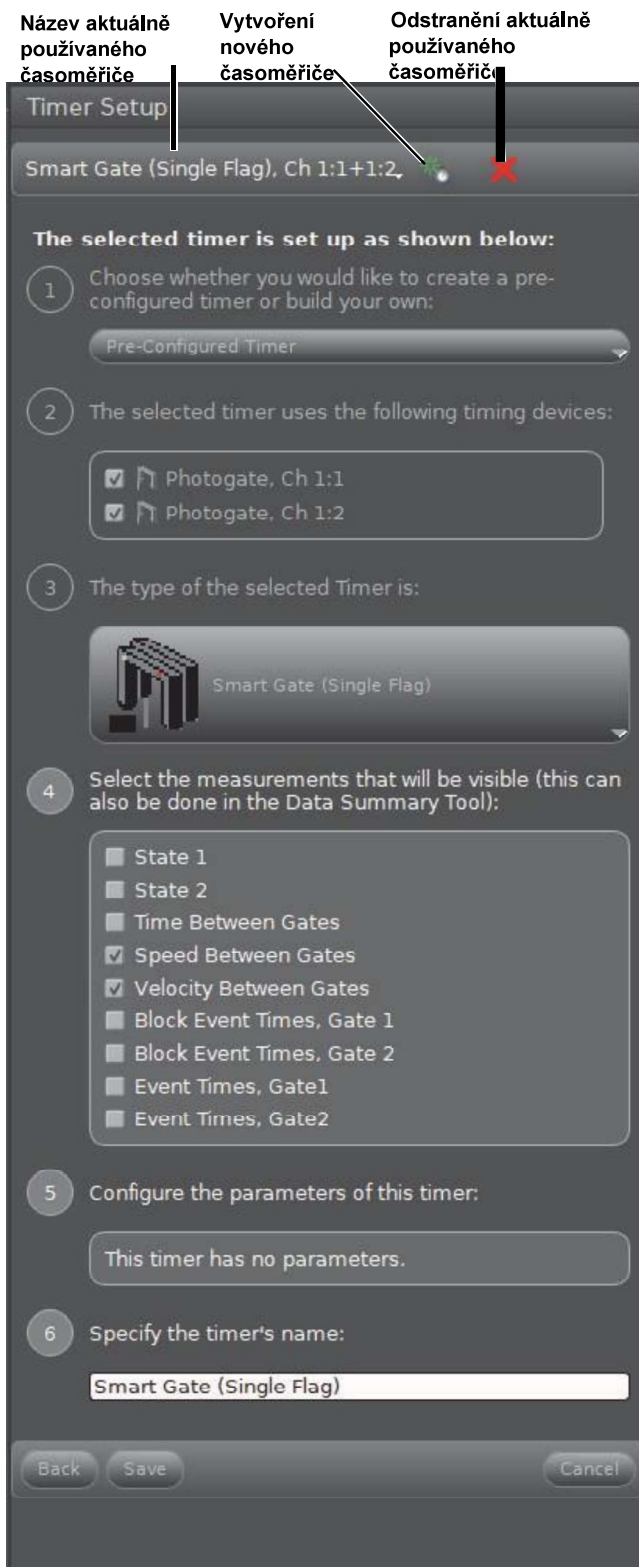 Název aktuálně
používaného
časoměřiče
Vytvoření
nového
časoměřiče
Odstranění aktuálně
používaného
časoměřiče
Timer Setup
Smart Gate (Single Flag), Ch 1:1+1:2
The selected timer is set up as shown below:
1
Choose whether you would like to create a pre-
configured timer or build your own:
Pre-Configured Timer
2
The selected timer uses the following timing devices:
Photogate, Ch 1:1
Photogate, Ch 1:2
3
The type of the selected Timer is:
Smart Gate (Single Flag)
4
Select the measurements that will be visible (this can
also be done in the Data Summary Tool):
State 1
State 2
Time Between Gates
Speed Between Gates
Velocity Between Gates
Block Event Times, Gate 1
Block Event Times, Gate 2
Event Times, Gate1
Event Times, Gate2
5
Configure the parameters of this timer:
This timer has no parameters.
6
Specify the timer's name:
Smart Gate (Single Flag)
Back
Save
Cancel